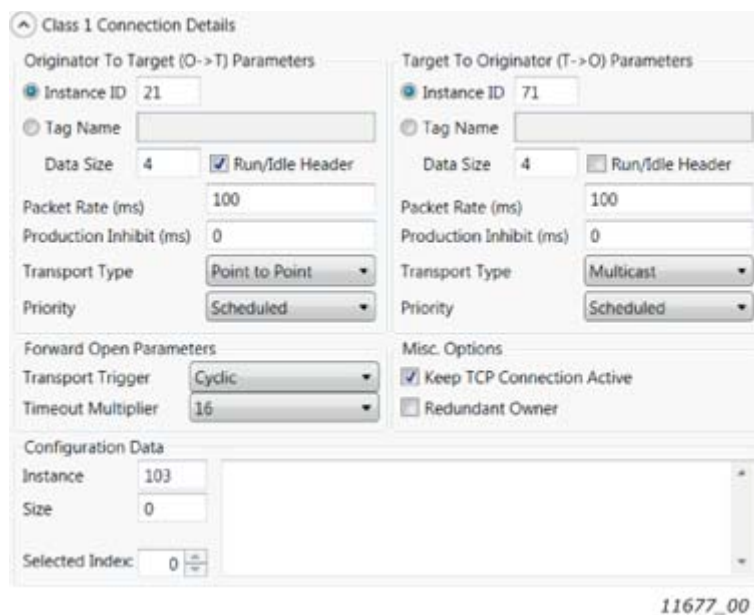 Class 1 Connection Details
Originator To Target (O->T) Parameters
Instance ID 21
Tag Name
Data Size 4 Run/Idle Header
Packet Rate (ms) 100
Production Inhibit (ms) 0
Transport Type Point to Point
Priority Scheduled
Target To Originator (T->O) Parameters
Instance ID 71
Tag Name
Data Size 4 Run/Idle Header
Packet Rate (ms) 100
Production Inhibit (ms) 0
Transport Type Multicast
Priority Scheduled
Forward Open Parameters
Transport Trigger Cyclic
Timeout Multiplier 16
Misc. Options
Keep TCP Connection Active
Redundant Owner
Configuration Data
Instance 103
Size 0
Selected Index: 0
11677_00